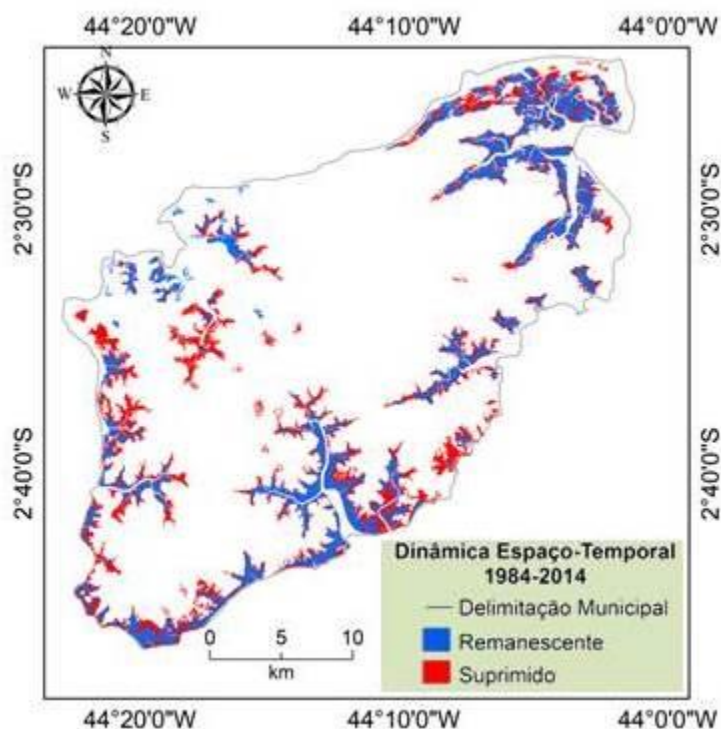 44°20'0"W 44°10'0"W 44°0'0"W
N
W E
S
2°30'0"S 2°30'0"S
2°40'0"S 2°40'0"S
Dinâmica Espaço-Temporal
1984-2014
Delimitação Municipal
Remanescente
Suprimido
0 5 10
km
44°20'0"W 44°10'0"W 44°0'0"W